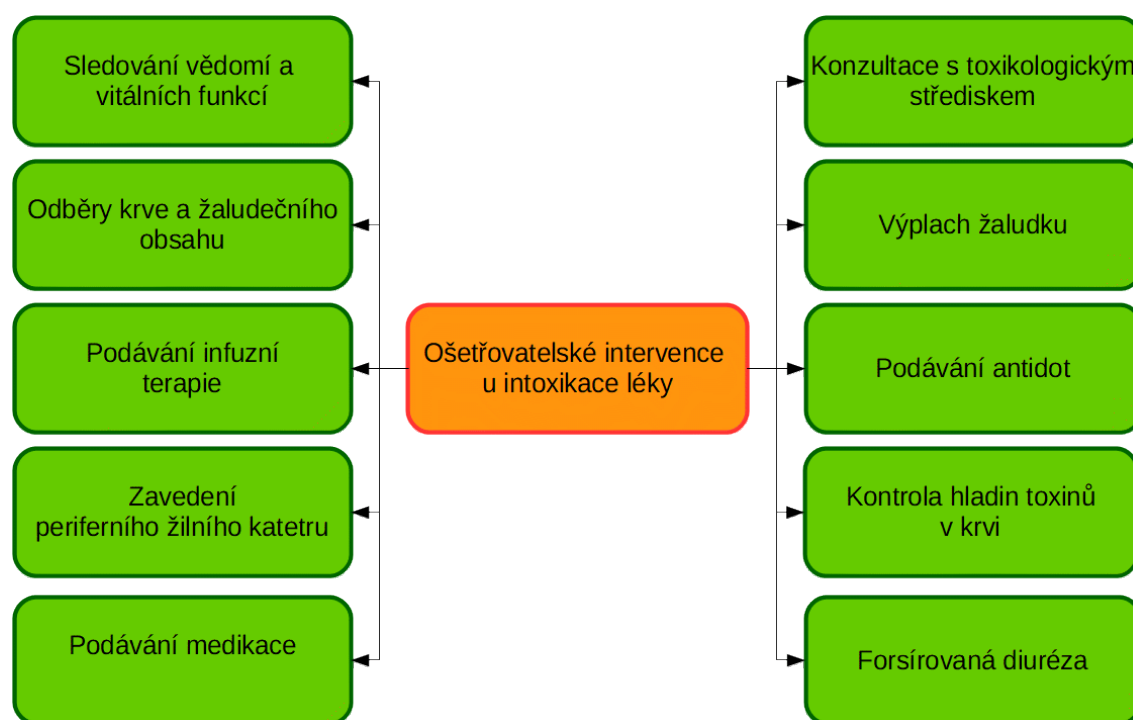 Sledování vědomí a
vitálních funkcí
Odběry krve a žaludečního
obsahu
Podávání infuzní
terapie
Zavedení
periferního žilního katetru
Podávání medikace
Ošetřovatelské intervence
u intoxikace léky
Konzultace s toxikologickým
střediskem
Výplach žaludku
Podávání antidot
Kontrola hladin toxinů
v krvi
Forsírovaná diuréza